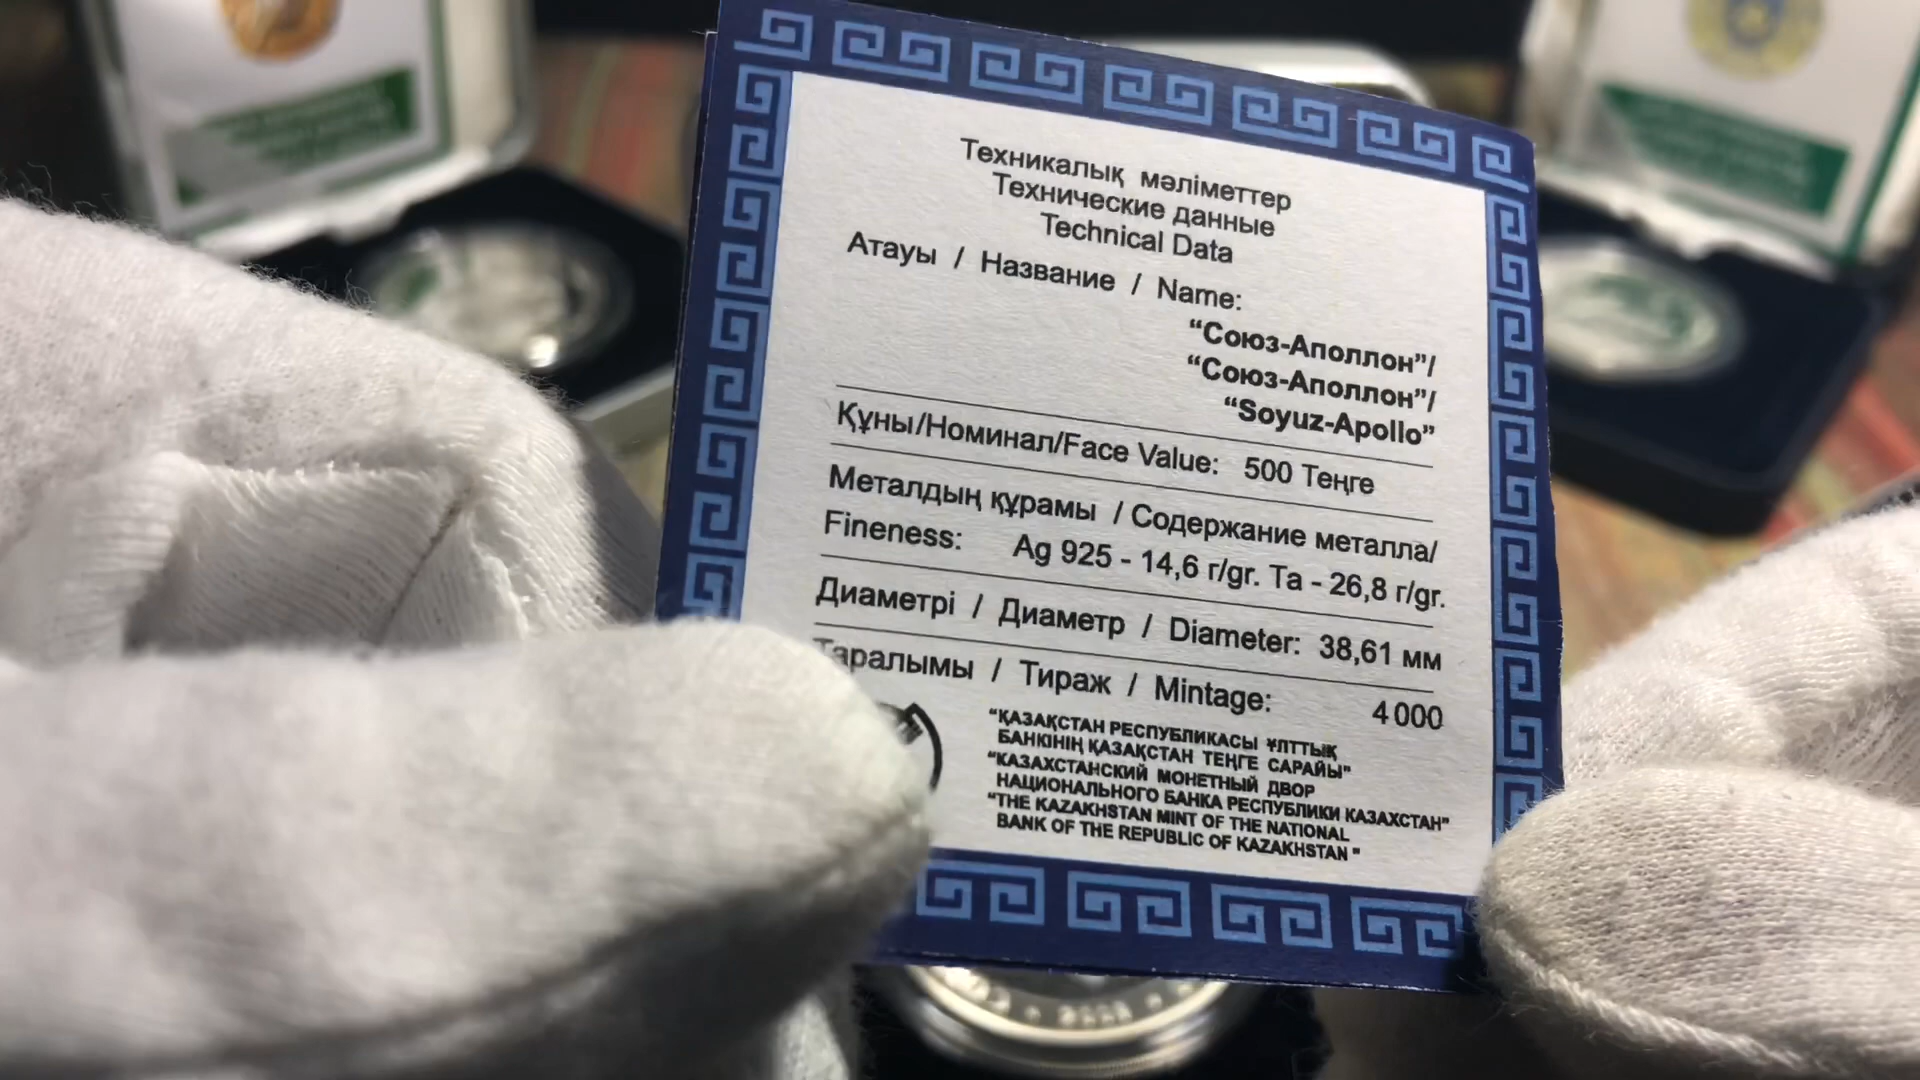 Техникалық мәліметтер
Технические данные
Technical Data
Атауы / Название / Name:
“Союз-Аполлон”/
“Союз-Аполлон”/
“Soyuz-Apollo”
Құны/Номинал/Face Value: 500 Теңге
Металдың құрамы / Содержание металла/
Fineness: Ag 925 - 14,6 г/gr. Ta - 26,8 г/gr.
Диаметрі / Диаметр / Diameter: 38,61 мм
Таралымы / Тираж / Mintage: 4 000
“ҚАЗАҚСТАН РЕСПУБЛИКАСЫ ҰЛТТЫҚ
БАНКІНІҢ ҚАЗАҚСТАН ТЕҢГЕ САРАЙЫ”
“КАЗАХСТАНСКИЙ МОНЕТНЫЙ ДВОР
НАЦИОНАЛЬНОГО БАНКА РЕСПУБЛИКИ КАЗАХСТАН”
“THE KAZAKHSTAN MINT OF THE NATIONAL
BANK OF THE REPUBLIC OF KAZAKHSTAN ”